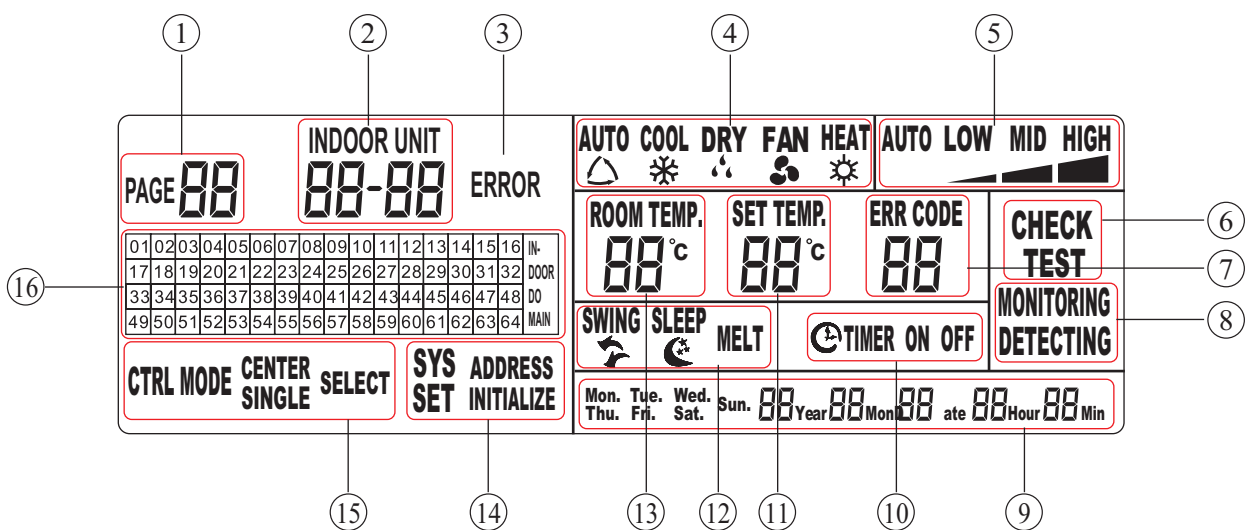 1 2 3 4 5
INDOOR UNIT
PAGE 88 88-88 ERROR
AUTO COOL DRY FAN HEAT
AUTO LOW MID HIGH
ROOM TEMP. SET TEMP. ERR CODE
88 °C 88 °C 88
CHECK
TEST
6
7
01 02 03 04 05 06 07 08 09 10 11 12 13 14 15 16 IN-
17 18 19 20 21 22 23 24 25 26 27 28 29 30 31 32 DOOR
33 34 35 36 37 38 39 40 41 42 43 44 45 46 47 48 DO
49 50 51 52 53 54 55 56 57 58 59 60 61 62 63 64 MAIN
16
MONITORING
DETECTING
8
SWING SLEEP MELT
TIMER ON OFF
CTRL MODE CENTER SINGLE SELECT
SYS SET ADDRESS INITIALIZE
Mon. Tue. Wed. Sun. 88 Year 88 Mon 88 ate 88 Hour 88 Min
Thu. Fri. Sat.
15 14 13 12 11 10 9